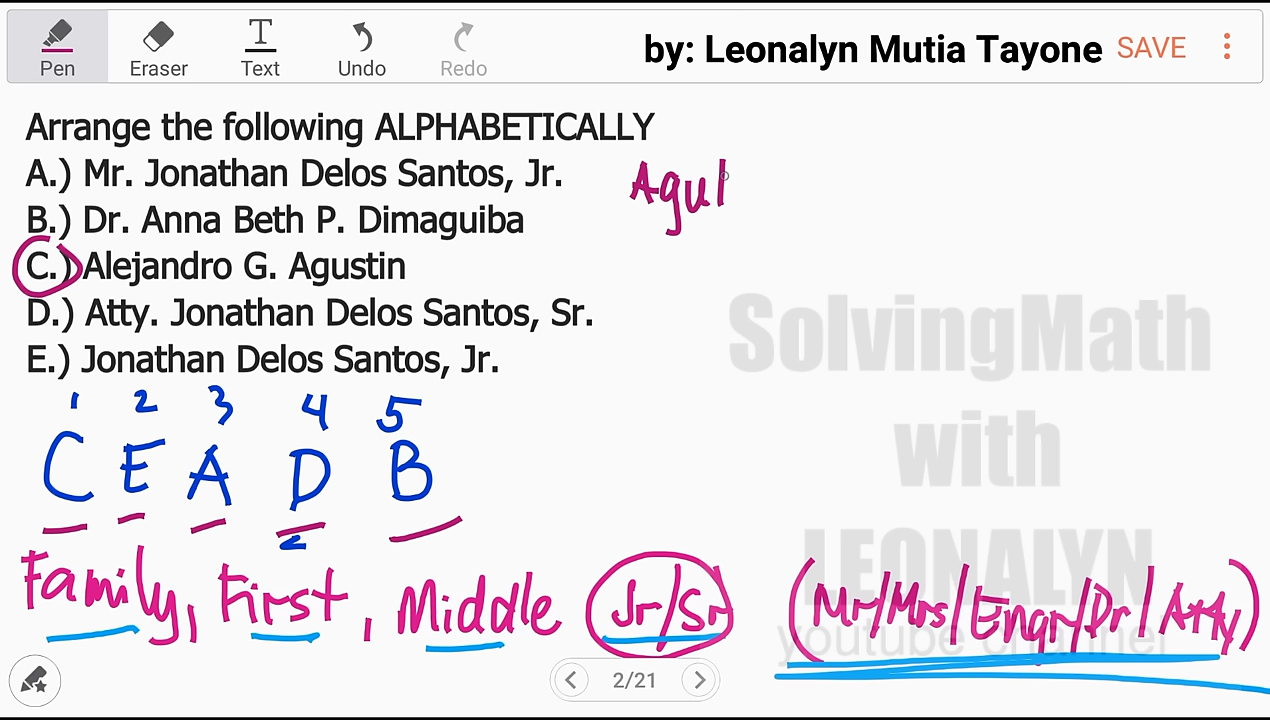 Pen Eraser Text Undo Redo by: Leonalyn Mutia Tayone SAVE
Arrange the following ALPHABETICALLY
A.) Mr. Jonathan Delos Santos, Jr.
Agul
B.) Dr. Anna Beth P. Dimaguiba
C.) Alejandro G. Agustin
D.) Atty. Jonathan Delos Santos, Sr.
E.) Jonathan Delos Santos, Jr.
SolvingMath
with
LEONALYN
youtube channel
1 2 3 4 5
C E A D B
Family, First, Middle Jr/Sr (Mr/Mrs/Engr/Dr/Atty)
2/21